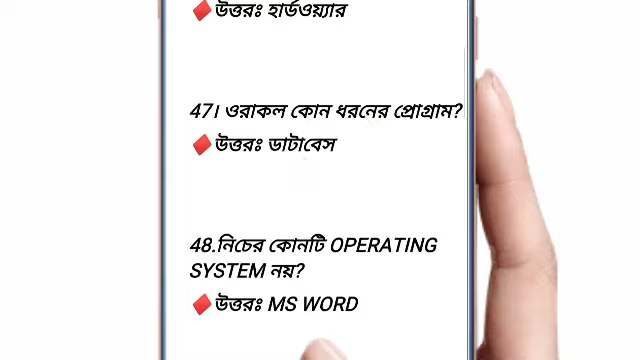 ♦️উত্তরঃ হার্ডওয়্যার
47। ওরাকল কোন ধরনের প্রোগ্রাম?
♦️উত্তরঃ ডাটাবেস
48.নিচের কোনটি OPERATING
SYSTEM নয়?
♦️উত্তরঃ MS WORD